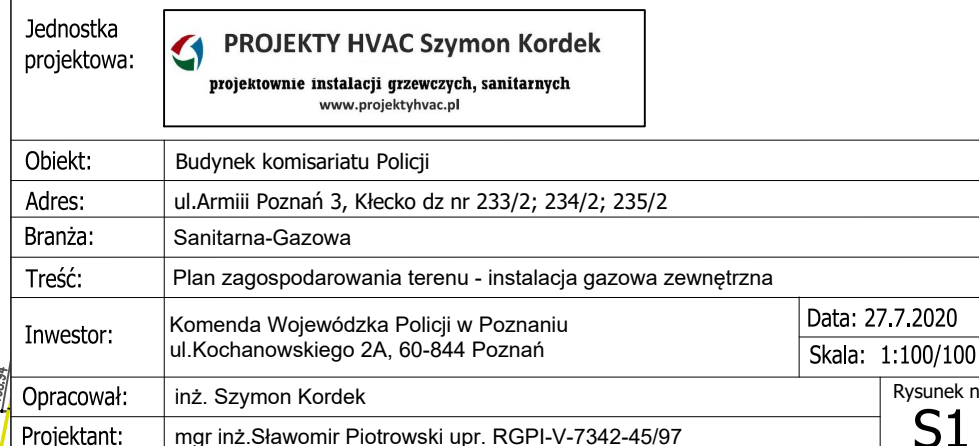 Jednostka
projektowa:
PROJEKTY HVAC Szymon Kordek
projektownie instalacji grzewczych, sanitarnych
www.projektyhvac.pl
Obiekt: Budynek komisariatu Policji
Adres: ul.Armiii Poznań 3, Kłecko dz nr 233/2; 234/2; 235/2
Branża: Sanitarna-Gazowa
Treść: Plan zagospodarowania terenu - instalacja gazowa zewnętrzna
Inwestor: Komenda Wojewódzka Policji w Poznaniu
ul.Kochanowskiego 2A, 60-844 Poznań
Data: 27.7.2020
Skala: 1:100/100
Opracował: inż. Szymon Kordek
Rysunek n
S1
Projektant: mgr inż.Sławomir Piotrowski upr. RGPI-V-7342-45/97